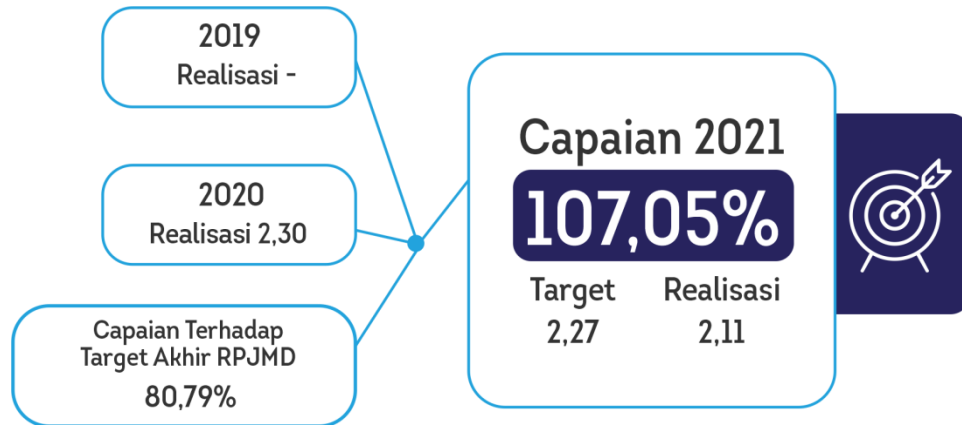 2019
Realisasi -
2020
Realisasi 2,30
Capaian Terhadap
Target Akhir RPJMD
80,79%
Capaian 2021
107,05%
Target Realisasi
2,27 2,11